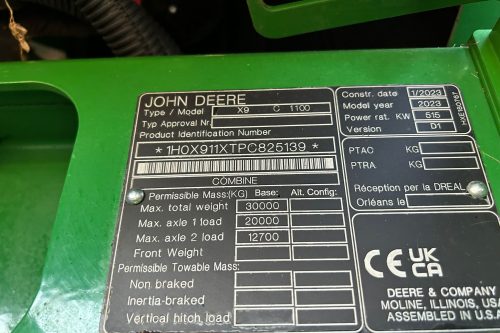 JOHN DEERE
Type / Model X9 C 1100
Typ Approval Nr.
Product Identification Number
*1H0X911XTPC825139*
COMBINE
Permissible Mass:(KG) Base: Alt. Config:
Max. total weight 30000
Max. axle 1 load 20000
Max. axle 2 load 12700
Front Weight
Permissible Towable Mass:
Non braked
Inertia-braked
Vertical hitch load
Constr. date 1/2023
Model year 2023
Power rat. KW 515
Version D1
PTAC KG
PTRA KG
Réception par la DREAL
Orléans le
CE UK
CA
DEERE & COMPANY
MOLINE, ILLINOIS, USA
ASSEMBLED IN U.S.